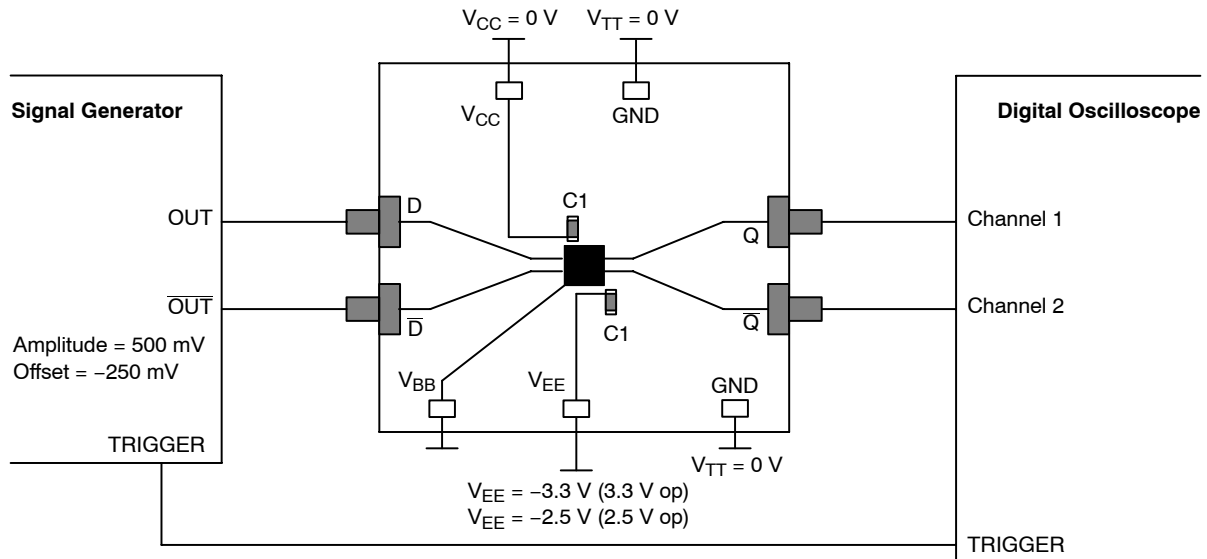 V_CC = 0 V
V_TT = 0 V
Signal Generator
V_CC
GND
Digital Oscilloscope
OUT
D
C1
Q
Channel 1
O̅U̅T̅
D̅
C1
Q̅
Channel 2
Amplitude = 500 mV
Offset = −250 mV
V_BB
V_EE
GND
TRIGGER
V_TT = 0 V
V_EE = −3.3 V (3.3 V op)
V_EE = −2.5 V (2.5 V op)
TRIGGER